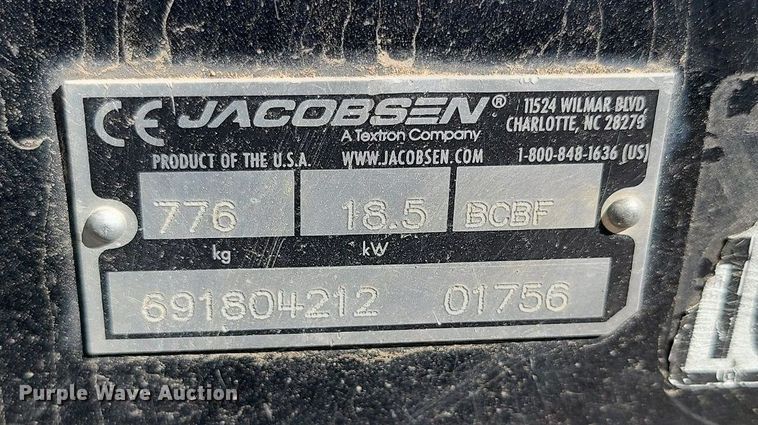 CE JACOBSEN®
A Textron Company
11524 WILMAR BLVD,
CHARLOTTE, NC 28273
PRODUCT OF THE U.S.A. WWW.JACOBSEN.COM 1-800-848-1636 (US)
776 18.5 BCBF
kg kW
691804212 01756
Purple Wave Auction